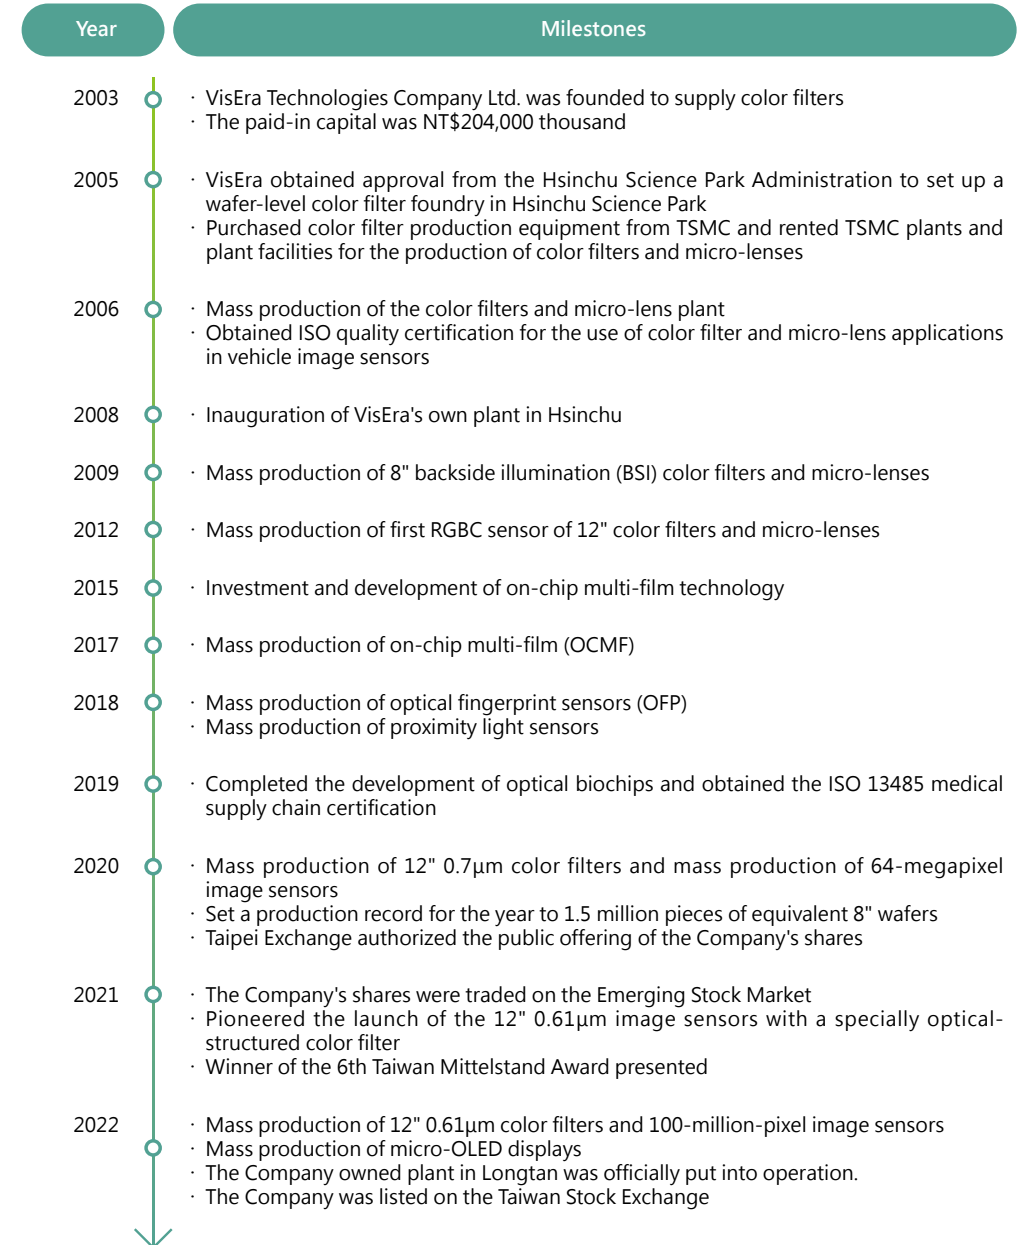 Year Milestones
2003 · VisEra Technologies Company Ltd. was founded to supply color filters
· The paid-in capital was NT$204,000 thousand
2005 · VisEra obtained approval from the Hsinchu Science Park Administration to set up a
wafer-level color filter foundry in Hsinchu Science Park
· Purchased color filter production equipment from TSMC and rented TSMC plants and
plant facilities for the production of color filters and micro-lenses
2006 · Mass production of the color filters and micro-lens plant
· Obtained ISO quality certification for the use of color filter and micro-lens applications
in vehicle image sensors
2008 · Inauguration of VisEra's own plant in Hsinchu
2009 · Mass production of 8" backside illumination (BSI) color filters and micro-lenses
2012 · Mass production of first RGBC sensor of 12" color filters and micro-lenses
2015 · Investment and development of on-chip multi-film technology
2017 · Mass production of on-chip multi-film (OCMF)
2018 · Mass production of optical fingerprint sensors (OFP)
· Mass production of proximity light sensors
2019 · Completed the development of optical biochips and obtained the ISO 13485 medical
supply chain certification
2020 · Mass production of 12" 0.7μm color filters and mass production of 64-megapixel
image sensors
· Set a production record for the year to 1.5 million pieces of equivalent 8" wafers
· Taipei Exchange authorized the public offering of the Company's shares
2021 · The Company's shares were traded on the Emerging Stock Market
· Pioneered the launch of the 12" 0.61μm image sensors with a specially optical-
structured color filter
· Winner of the 6th Taiwan Mittelstand Award presented
2022 · Mass production of 12" 0.61μm color filters and 100-million-pixel image sensors
· Mass production of micro-OLED displays
· The Company owned plant in Longtan was officially put into operation.
· The Company was listed on the Taiwan Stock Exchange